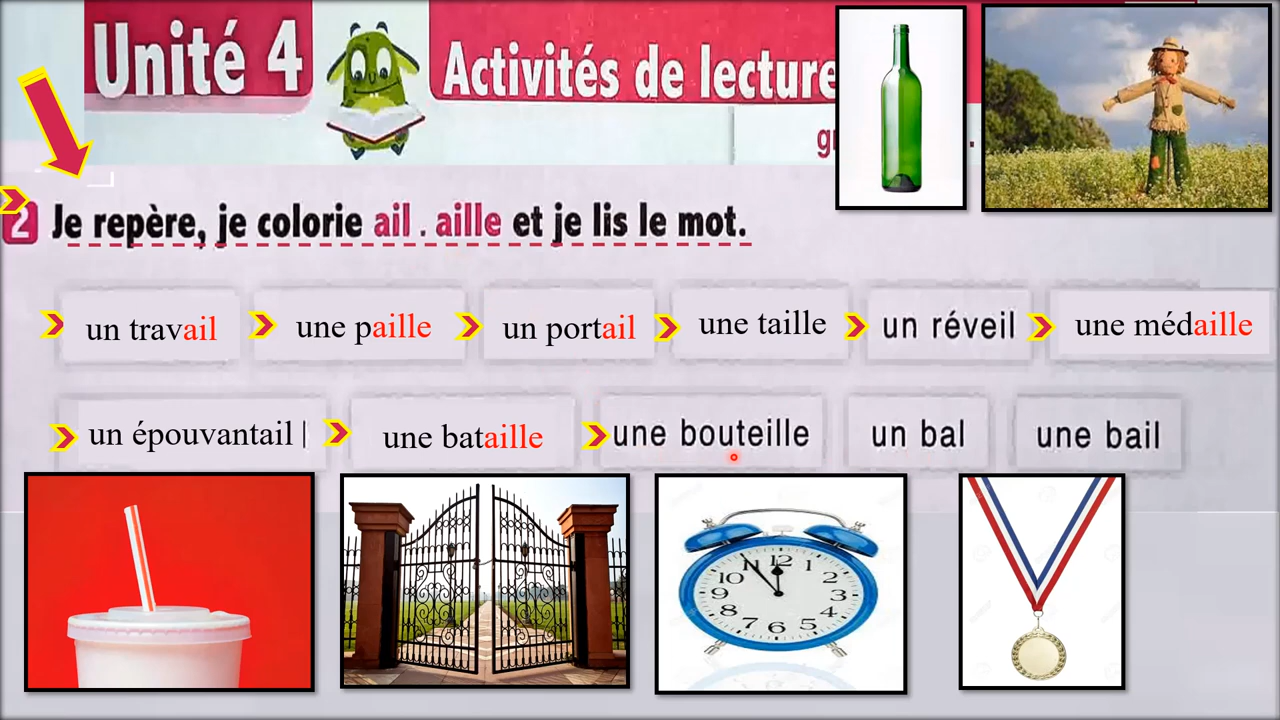 Unité 4
Activités de lecture
2 Je repère, je colorie ail . aille et je lis le mot.
un travail une paille un portail une taille un réveil une médaille
un épouvantail une bataille une bouteille un bal une bail
10 11 12 1 2 3 4 5 6 7 8 9